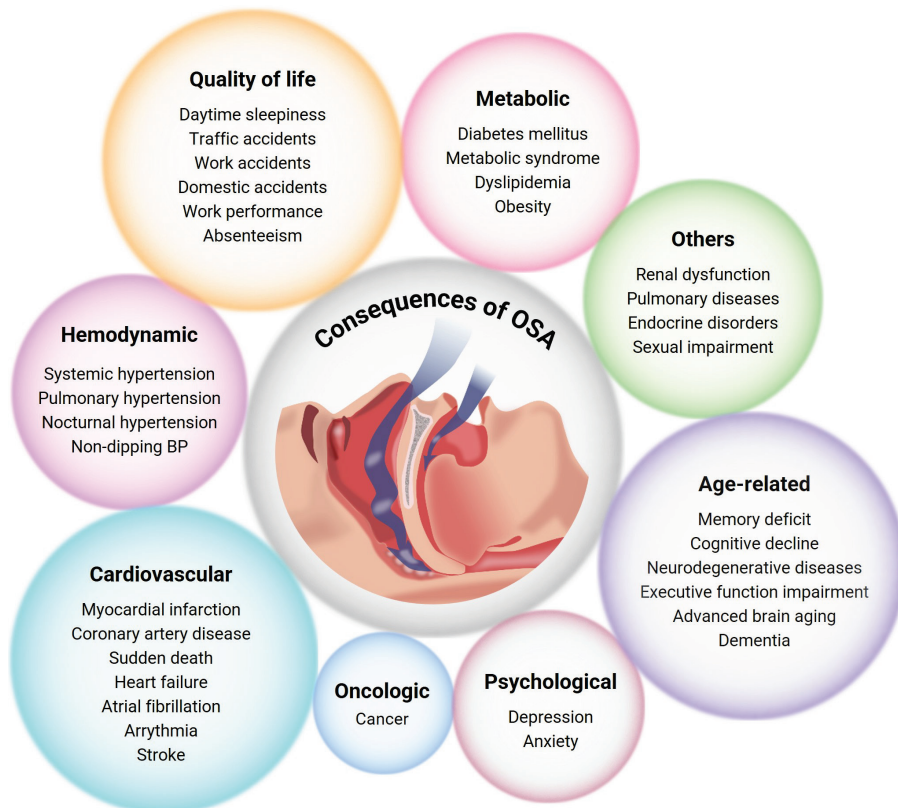 Quality of life
Daytime sleepiness
Traffic accidents
Work accidents
Domestic accidents
Work performance
Absenteeism
Metabolic
Diabetes mellitus
Metabolic syndrome
Dyslipidemia
Obesity
Others
Renal dysfunction
Pulmonary diseases
Endocrine disorders
Sexual impairment
Consequences of OSA
Hemodynamic
Systemic hypertension
Pulmonary hypertension
Nocturnal hypertension
Non-dipping BP
Age-related
Memory deficit
Cognitive decline
Neurodegenerative diseases
Executive function impairment
Advanced brain aging
Dementia
Cardiovascular
Myocardial infarction
Coronary artery disease
Sudden death
Heart failure
Atrial fibrillation
Arrythmia
Stroke
Oncologic
Cancer
Psychological
Depression
Anxiety